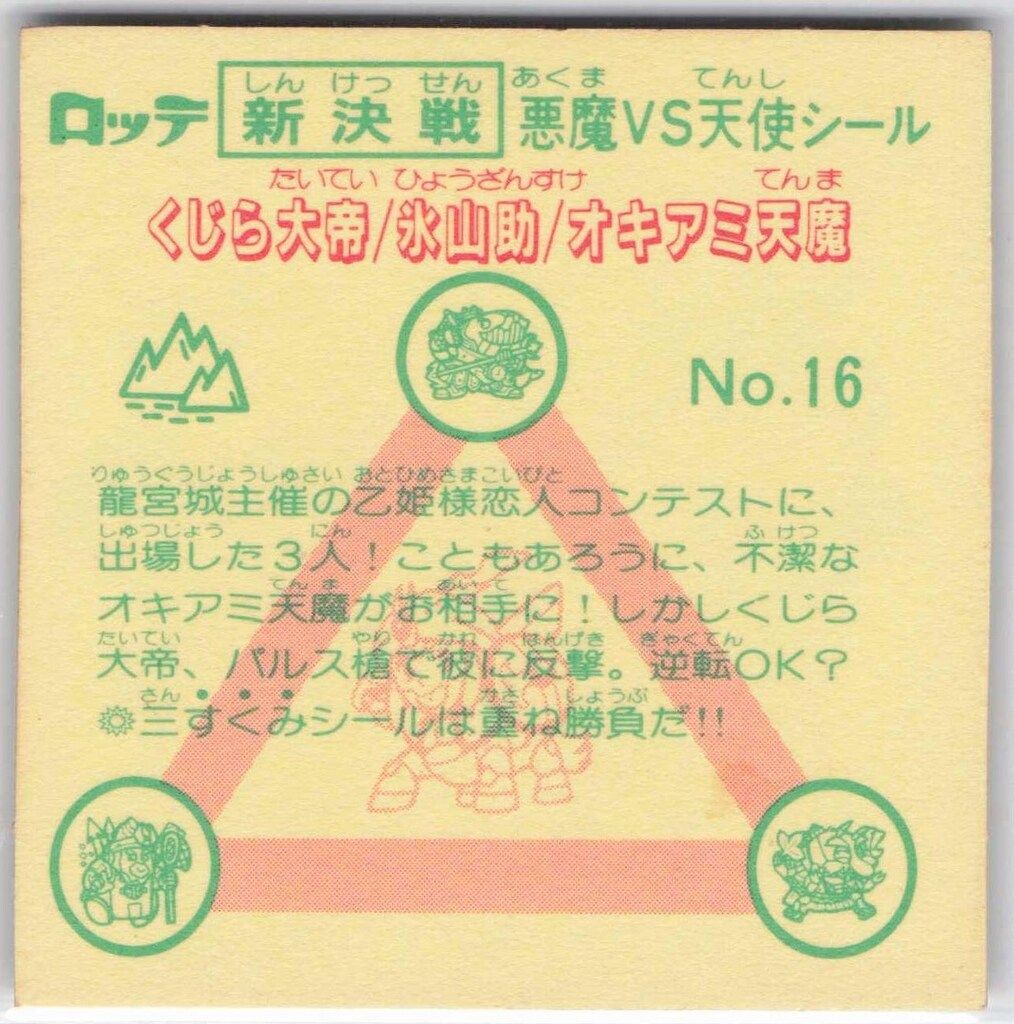 しん けっ せん あくま てんし
ロッテ 新決戦 悪魔VS天使シール
たいてい ひょうざんすけ てんま
くじら大帝/氷山助/オキアミ天魔
No.16
りゅうぐうじょうしゅさい おとひめさまこいびと
龍宮城主催の乙姫様恋人コンテストに、
しゅつじょう にん ふけつ
出場した3人!こともあろうに、不潔な
てんま あいて
オキアミ天魔がお相手に!しかしくじら
たいてい やり かれ はんげき ぎゃくてん
大帝、パルス槍で彼に反撃。逆転OK?
さん かさ しょうぶ
三すくみシールは重ね勝負だ!!